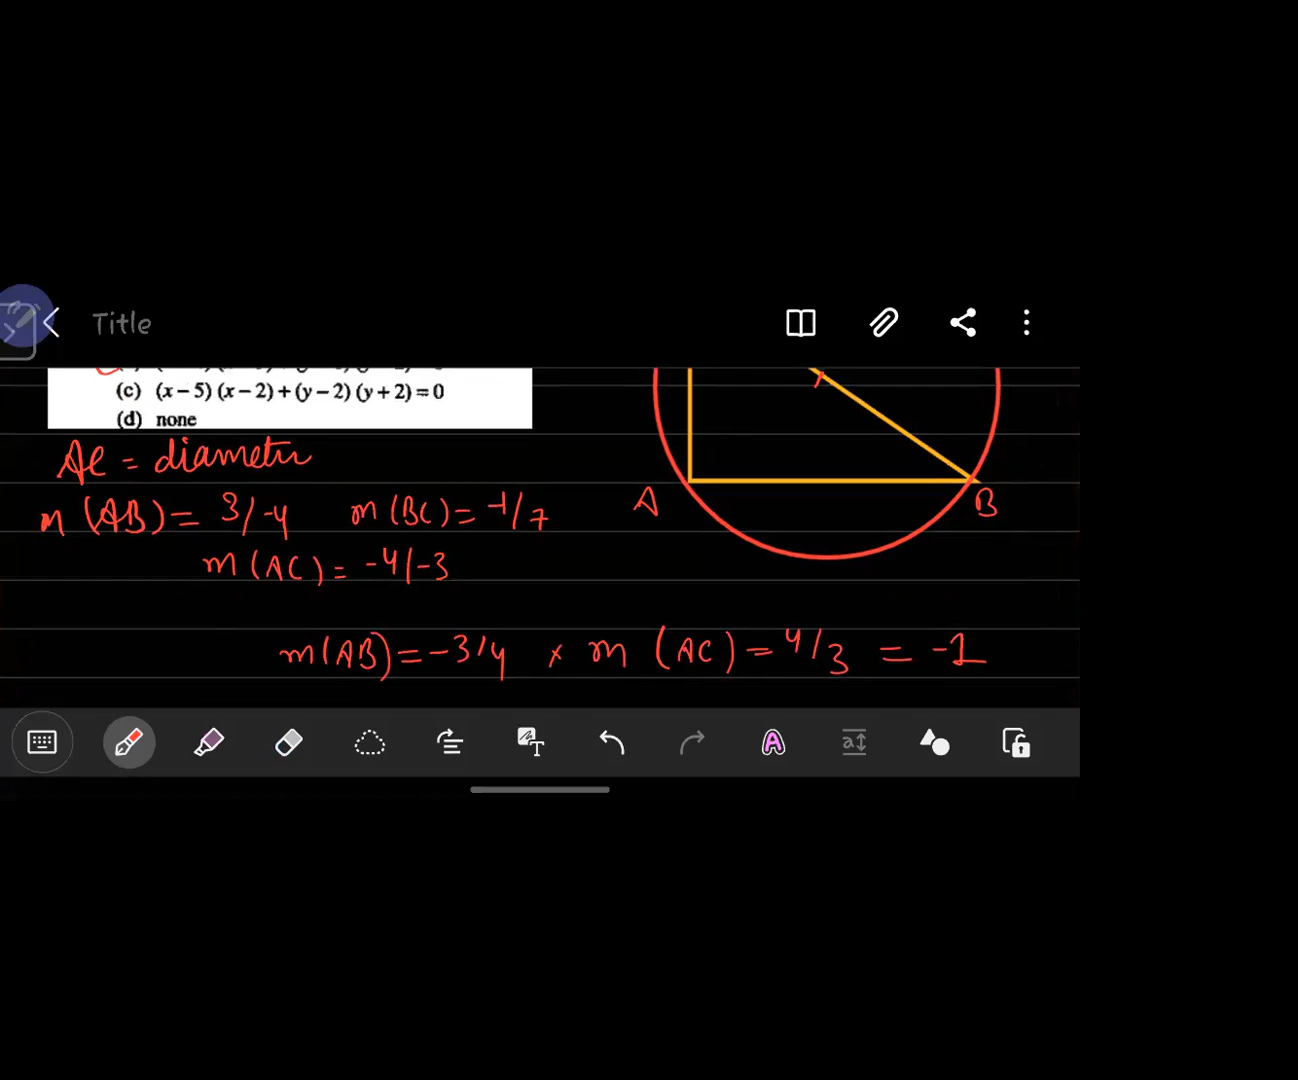 Title
(c) (x – 5) (x – 2) + (y – 2) (y + 2) = 0
(d) none
AC = diameter
m (AB) = 3/-4 m (BC) = -1/7
m (AC) = -4/-3
m(AB) = -3/4 × m (AC) = 4/3 = -1
A
B